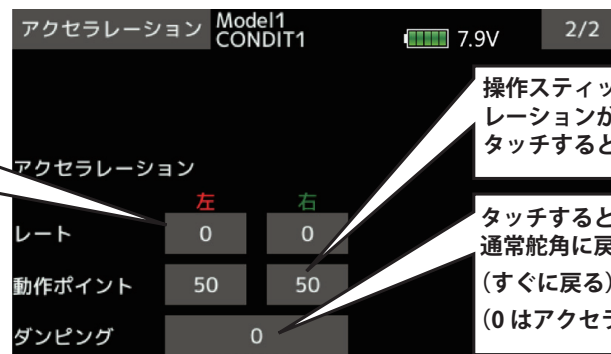 アクセラレーション Model1
CONDIT1
7.9V
2/2
操作スティッ
レーションが
タッチすると
アクセラレーション
左 右
レート 0 0
動作ポイント 50 50
ダンピング 0
タッチすると
通常舵角に戻
(すぐに戻る)
(0 はアクセラ